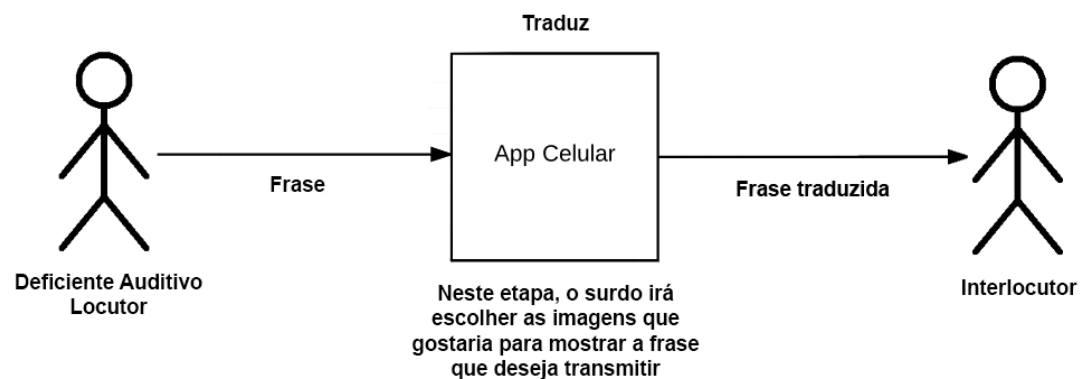 Traduz
App Celular
Frase
Frase traduzida
Deficiente Auditivo
Locutor
Neste etapa, o surdo irá
escolher as imagens que
gostaria para mostrar a frase
que deseja transmitir
Interlocutor